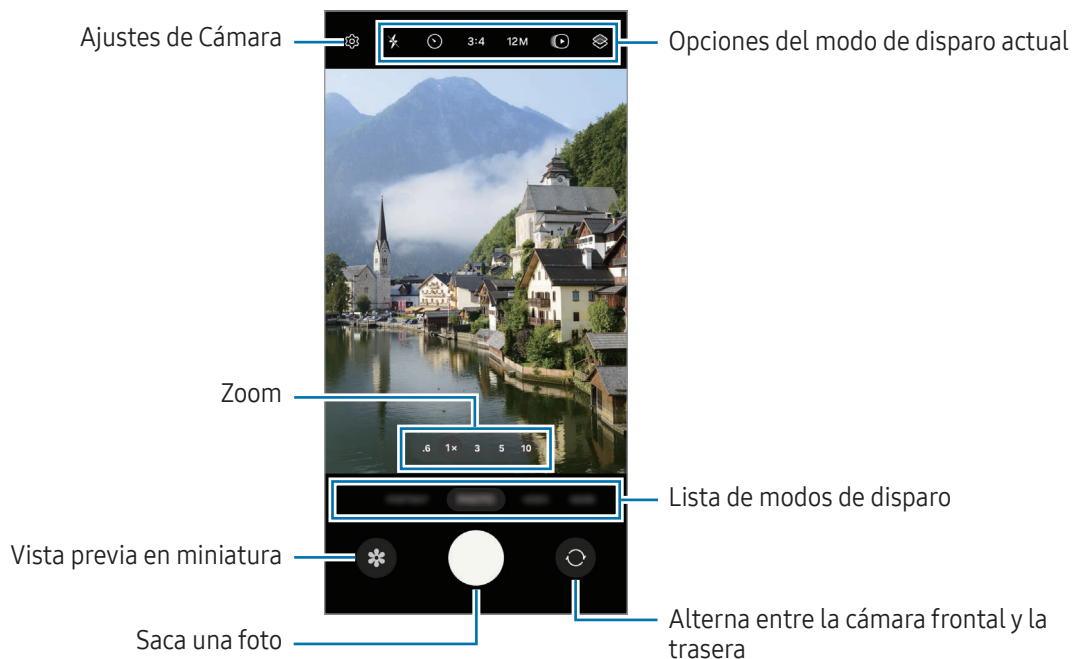 Ajustes de Cámara
3:4 12M
Opciones del modo de disparo actual
Zoom
.6 1× 3 5 10
Lista de modos de disparo
Vista previa en miniatura
Saca una foto
Alterna entre la cámara frontal y la
trasera